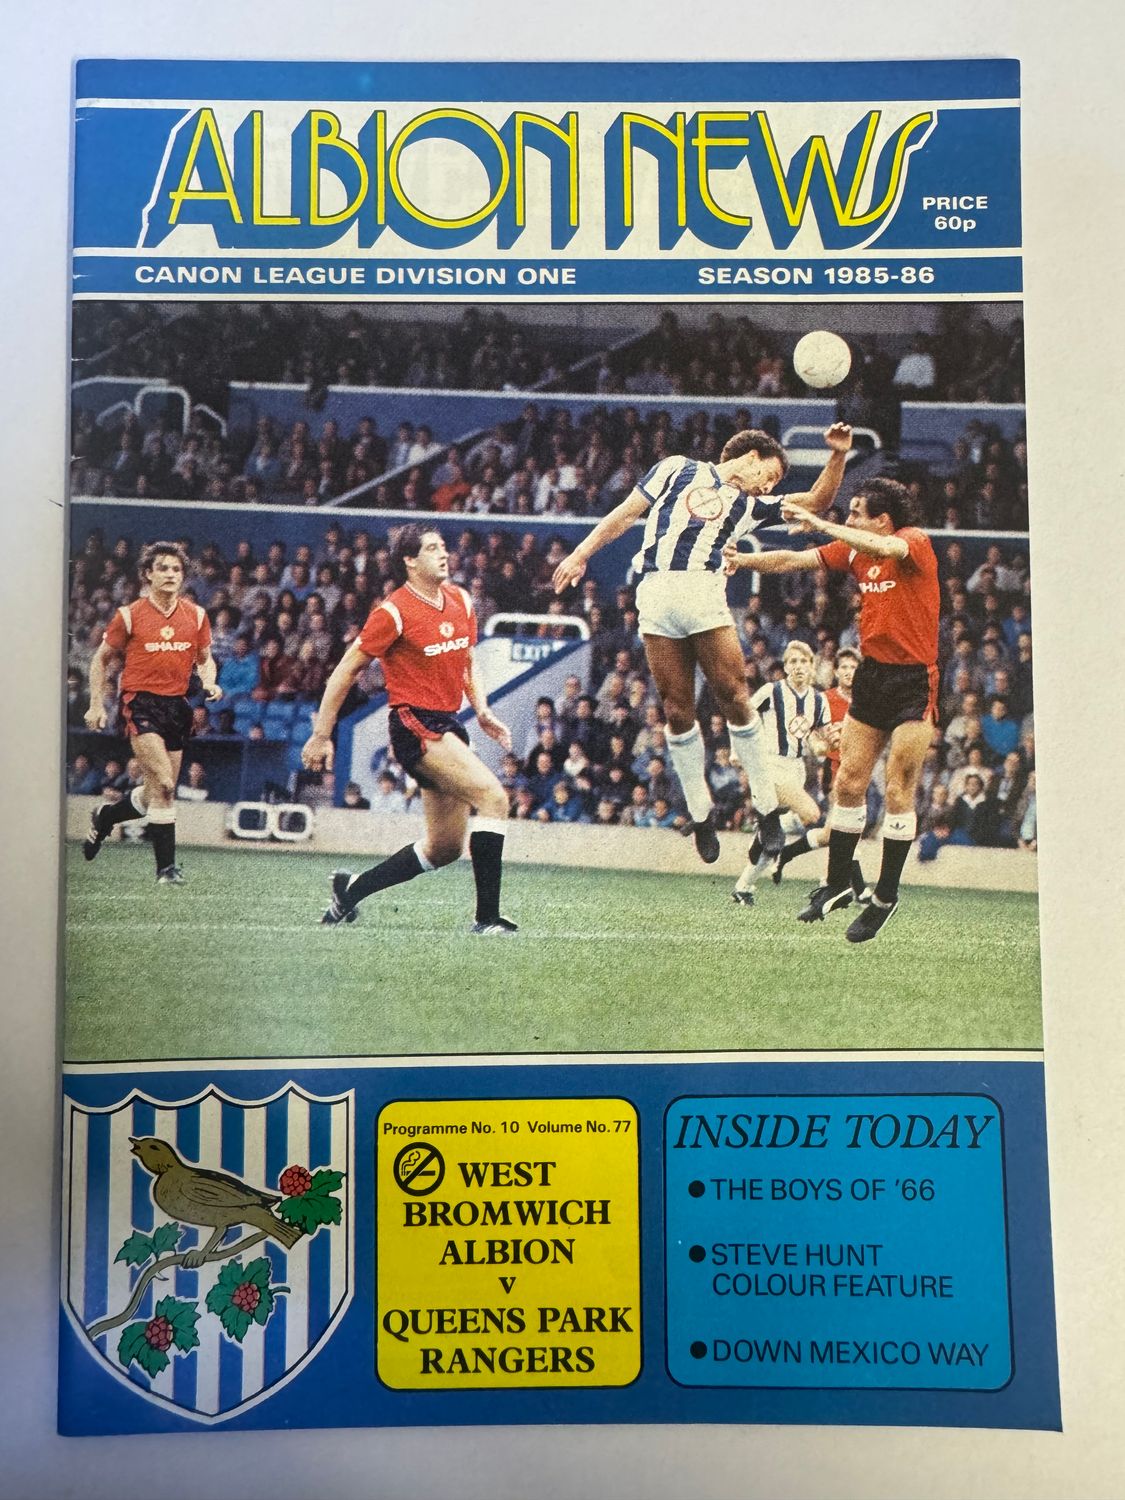 ALBION NEWS
PRICE
60p
CANON LEAGUE DIVISION ONE
SEASON 1985-86
EXIT
SHARP
SHARP
SHARP
Programme No. 10 Volume No. 77
WEST
BROMWICH
ALBION
v
QUEENS PARK
RANGERS
INSIDE TODAY
● THE BOYS OF '66
● STEVE HUNT
COLOUR FEATURE
● DOWN MEXICO WAY